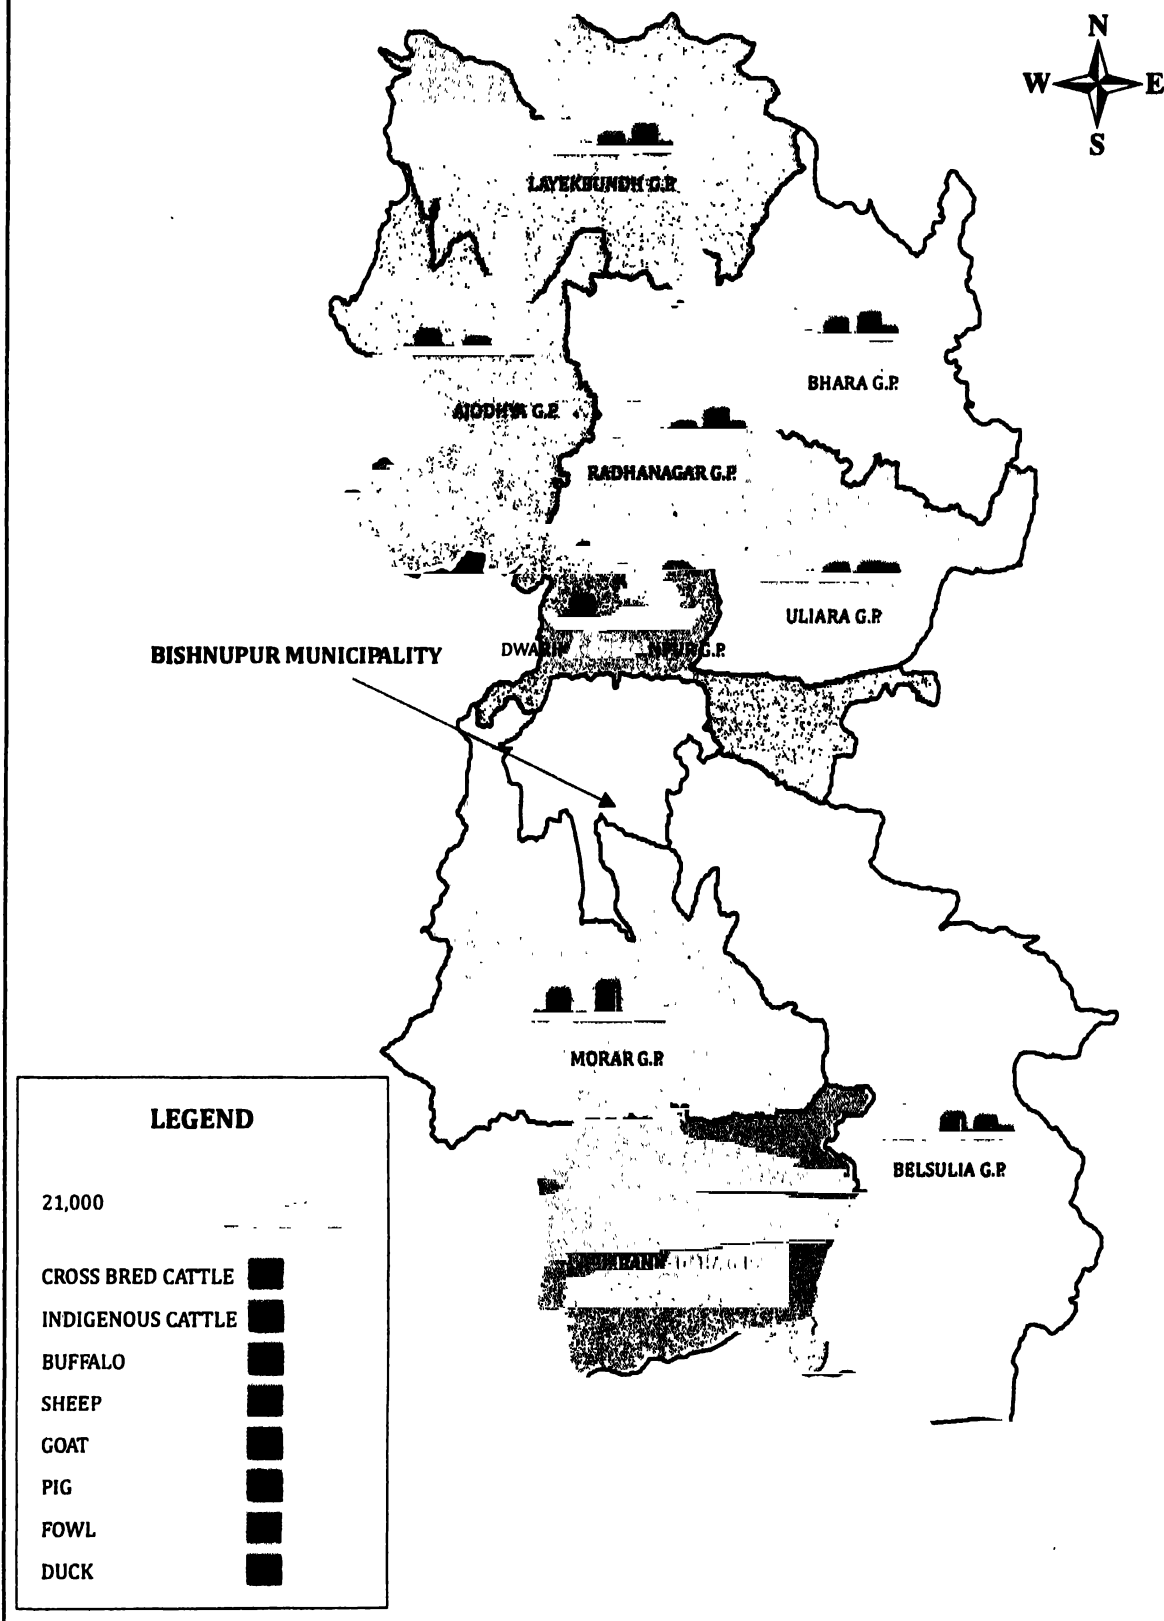 N
W E
S
LAYEKBUNDH G.P.
BHARA G.P.
AJODHYA G.P.
RADHANAGAR G.P.
ULIARA G.P.
BISHNUPUR MUNICIPALITY
MORAR G.P.
BELSULIA G.P.
LEGEND
21,000
CROSS BRED CATTLE
INDIGENOUS CATTLE
BUFFALO
SHEEP
GOAT
PIG
FOWL
DUCK